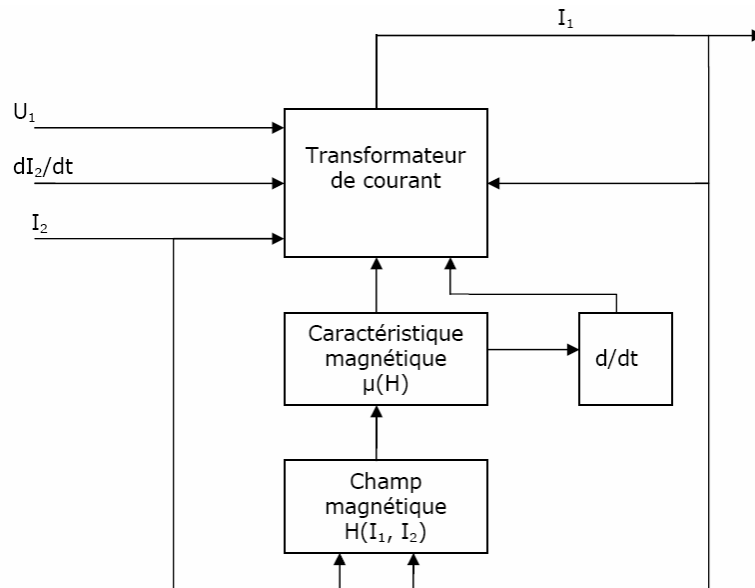 I₁
U₁
dI₂/dt
I₂
Transformateur
de courant
Caractéristique
magnétique
µ(H)
d/dt
Champ
magnétique
H(I₁, I₂)